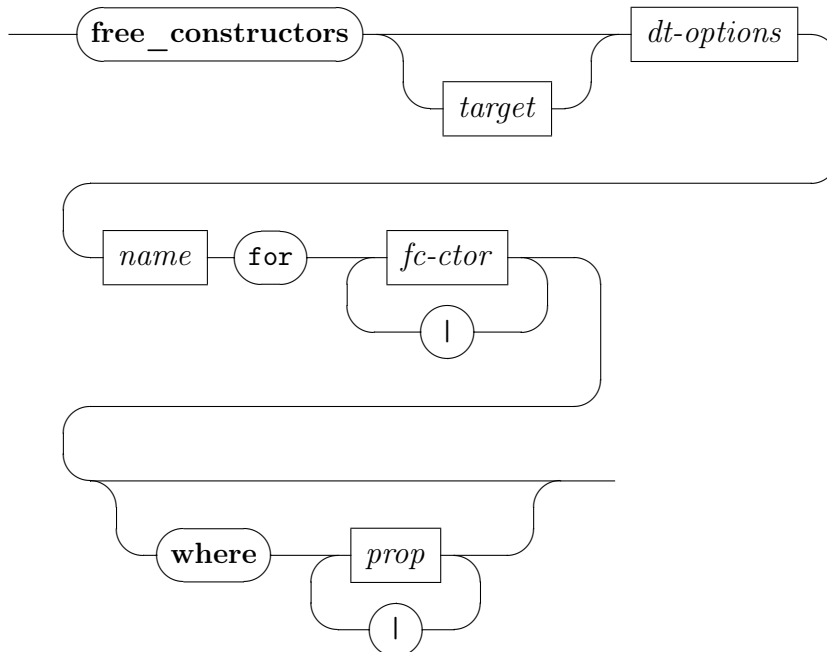 free_constructors dt-options
target
name for fc-ctor
|
where prop
|